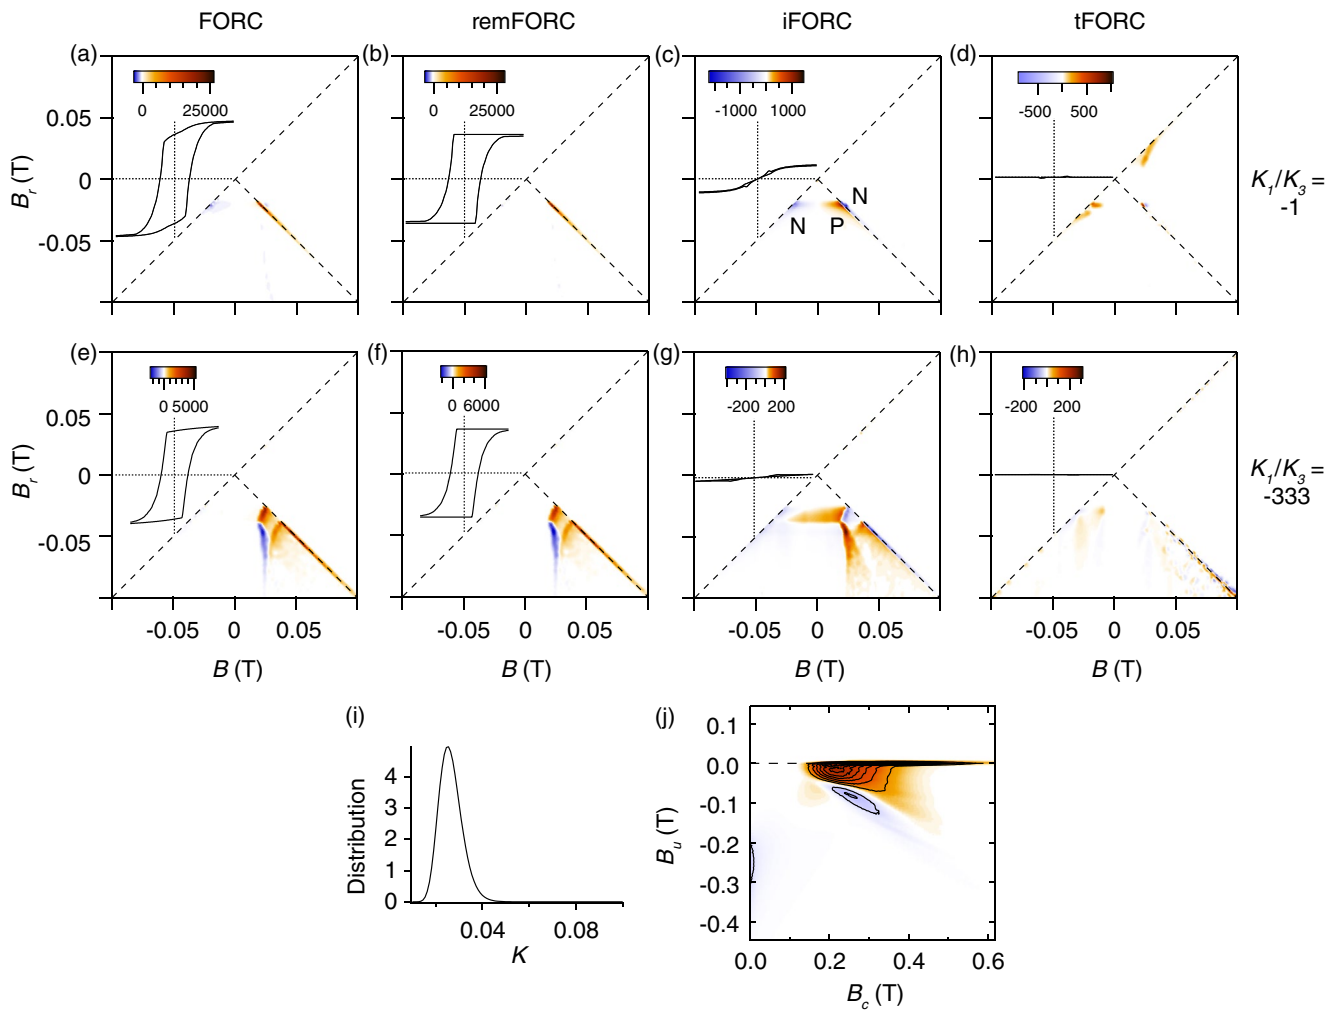 FORC remFORC iFORC tFORC
(a) (b) (c) (d)
0 25000 0 25000 -1000 1000 -500 500
0.05
0
-0.05
B_r (T)
N P N
K_1/K_3 =
-1
(e) (f) (g) (h)
0 5000 0 6000 -200 200 -200 200
0.05
0
-0.05
B_r (T)
K_1/K_3 =
-333
-0.05 0 0.05 -0.05 0 0.05 -0.05 0 0.05 -0.05 0 0.05
B (T) B (T) B (T) B (T)
(i) (j)
4
3
2
1
0
Distribution
0.04 0.08
K
0.1
0.0
-0.1
-0.2
-0.3
-0.4
B_u (T)
0.0 0.2 0.4 0.6
B_c (T)